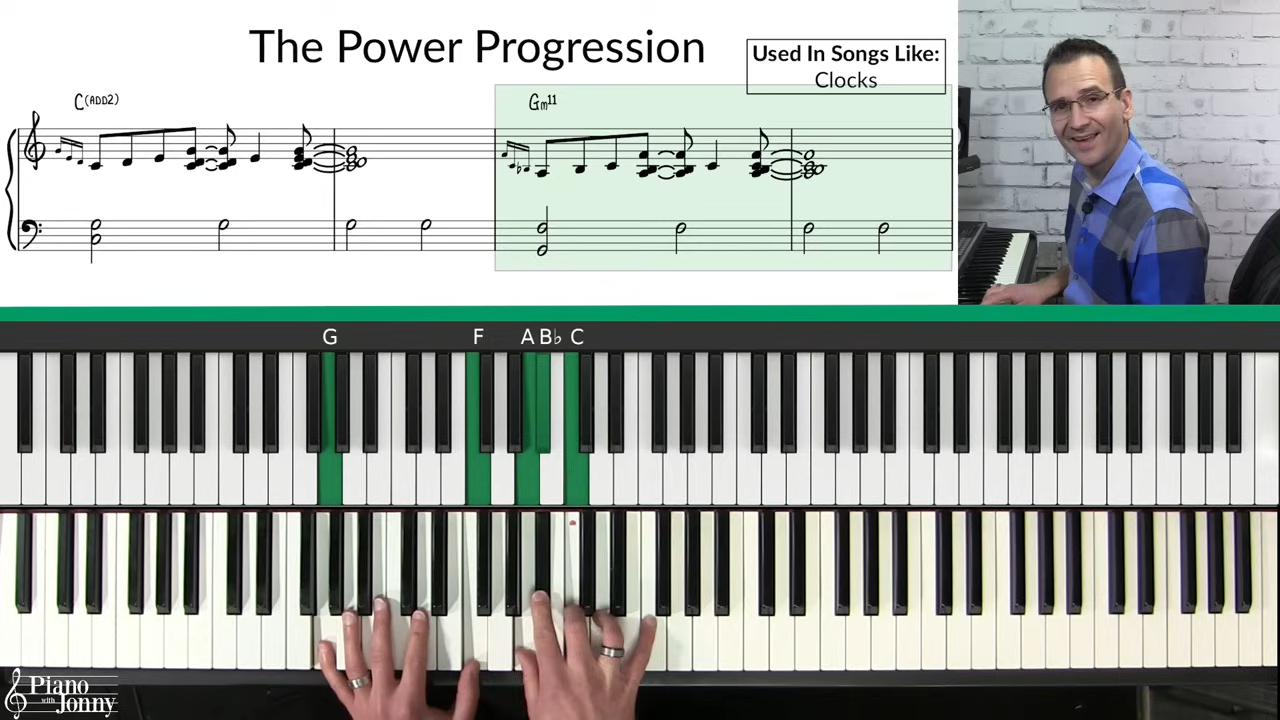 The Power Progression
Used In Songs Like:
Clocks
C(ADD2)
Gm11
G F A B♭ C
Piano
with
Jonny